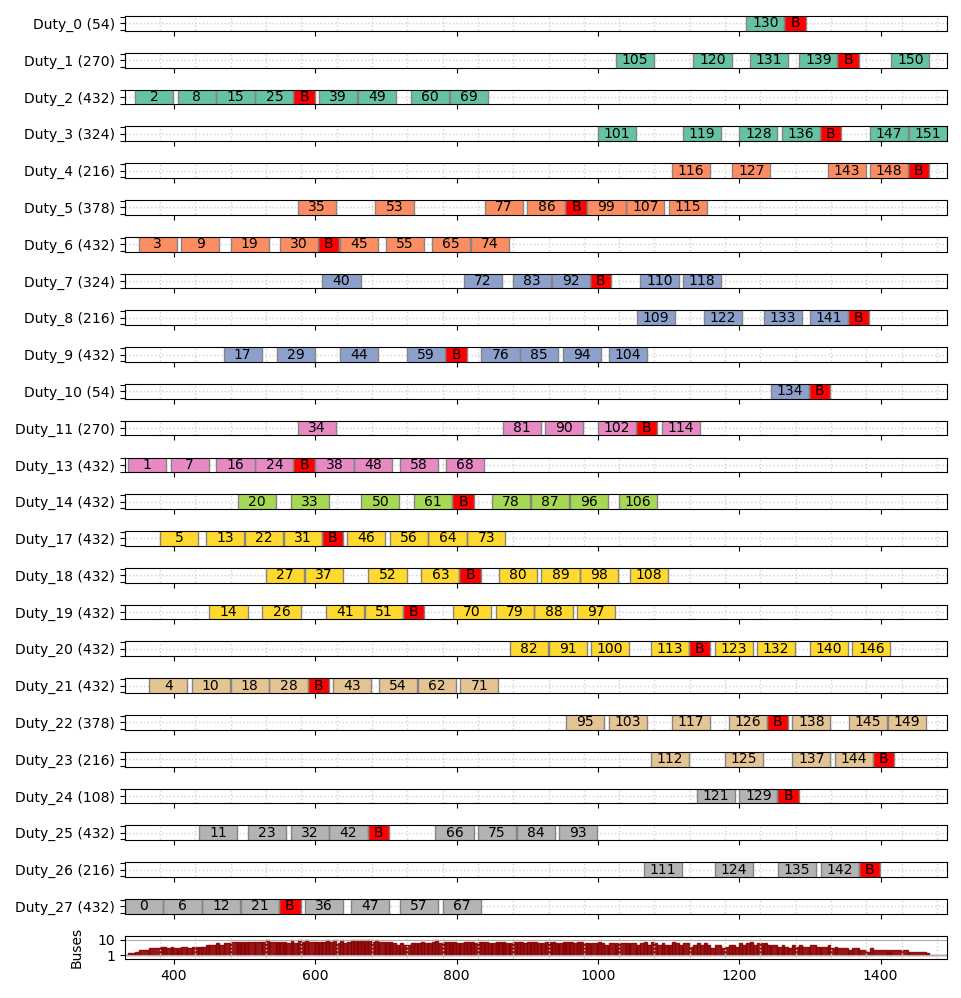 Duty_0 (54) 130 B
Duty_1 (270) 105 120 131 139 B 150
Duty_2 (432) 2 8 15 25 B 39 49 60 69
Duty_3 (324) 101 119 128 136 B 147 151
Duty_4 (216) 116 127 143 148 B
Duty_5 (378) 35 53 77 86 B 99 107 115
Duty_6 (432) 3 9 19 30 B 45 55 65 74
Duty_7 (324) 40 72 83 92 B 110 118
Duty_8 (216) 109 122 133 141 B
Duty_9 (432) 17 29 44 59 B 76 85 94 104
Duty_10 (54) 134 B
Duty_11 (270) 34 81 90 102 B 114
Duty_13 (432) 1 7 16 24 B 38 48 58 68
Duty_14 (432) 20 33 50 61 B 78 87 96 106
Duty_17 (432) 5 13 22 31 B 46 56 64 73
Duty_18 (432) 27 37 52 63 B 80 89 98 108
Duty_19 (432) 14 26 41 51 B 70 79 88 97
Duty_20 (432) 82 91 100 113 B 123 132 140 146
Duty_21 (432) 4 10 18 28 B 43 54 62 71
Duty_22 (378) 95 103 117 126 B 138 145 149
Duty_23 (216) 112 125 137 144 B
Duty_24 (108) 121 129 B
Duty_25 (432) 11 23 32 42 B 66 75 84 93
Duty_26 (216) 111 124 135 142 B
Duty_27 (432) 0 6 12 21 B 36 47 57 67
Buses
10
1
400 600 800 1000 1200 1400